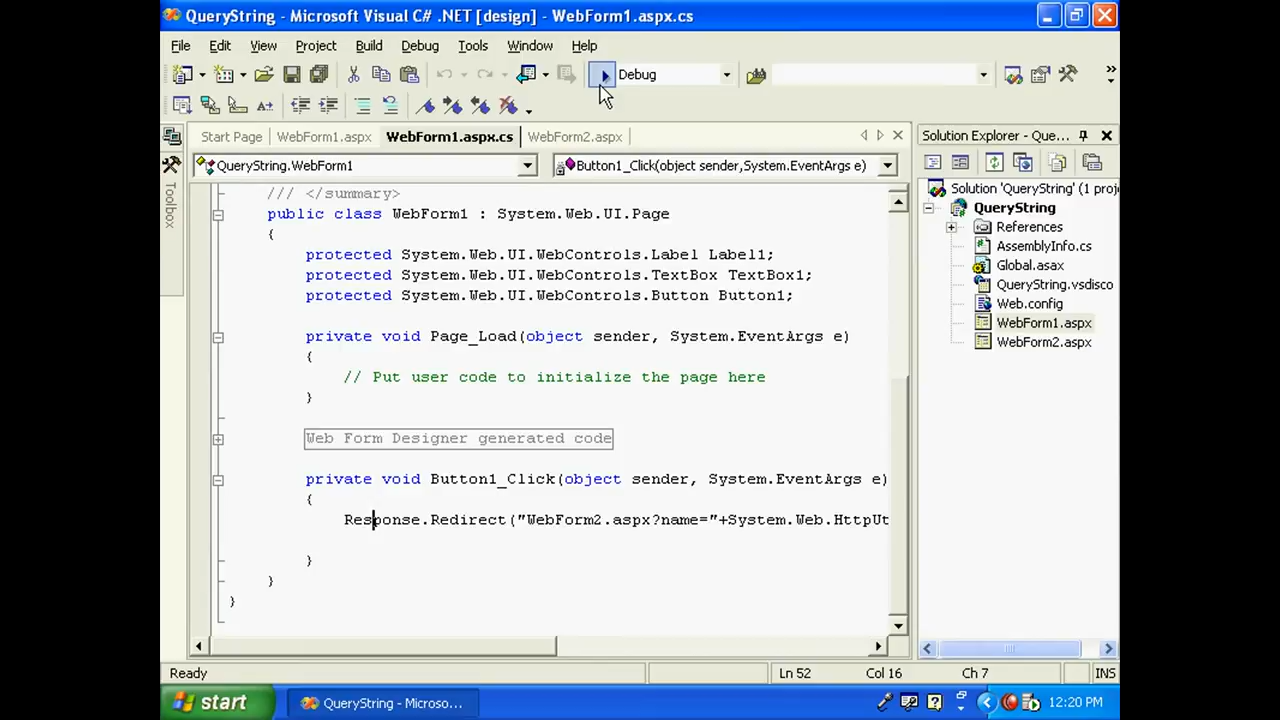 QueryString - Microsoft Visual C# .NET [design] - WebForm1.aspx.cs
File Edit View Project Build Debug Tools Window Help
Debug
Start Page WebForm1.aspx WebForm1.aspx.cs WebForm2.aspx
Solution Explorer - Que...
QueryString.WebForm1
Button1_Click(object sender,System.EventArgs e)
Toolbox
/// </summary>
public class WebForm1 : System.Web.UI.Page
{
protected System.Web.UI.WebControls.Label Label1;
protected System.Web.UI.WebControls.TextBox TextBox1;
protected System.Web.UI.WebControls.Button Button1;
private void Page_Load(object sender, System.EventArgs e)
{
// Put user code to initialize the page here
}
Web Form Designer generated code
private void Button1_Click(object sender, System.EventArgs e)
{
Response.Redirect("WebForm2.aspx?name="+System.Web.HttpUt
}
}
}
Solution 'QueryString' (1 proj
QueryString
References
AssemblyInfo.cs
Global.asax
QueryString.vsdisco
Web.config
WebForm1.aspx
WebForm2.aspx
Ready
Ln 52 Col 16 Ch 7 INS
start
QueryString - Microso...
12:20 PM